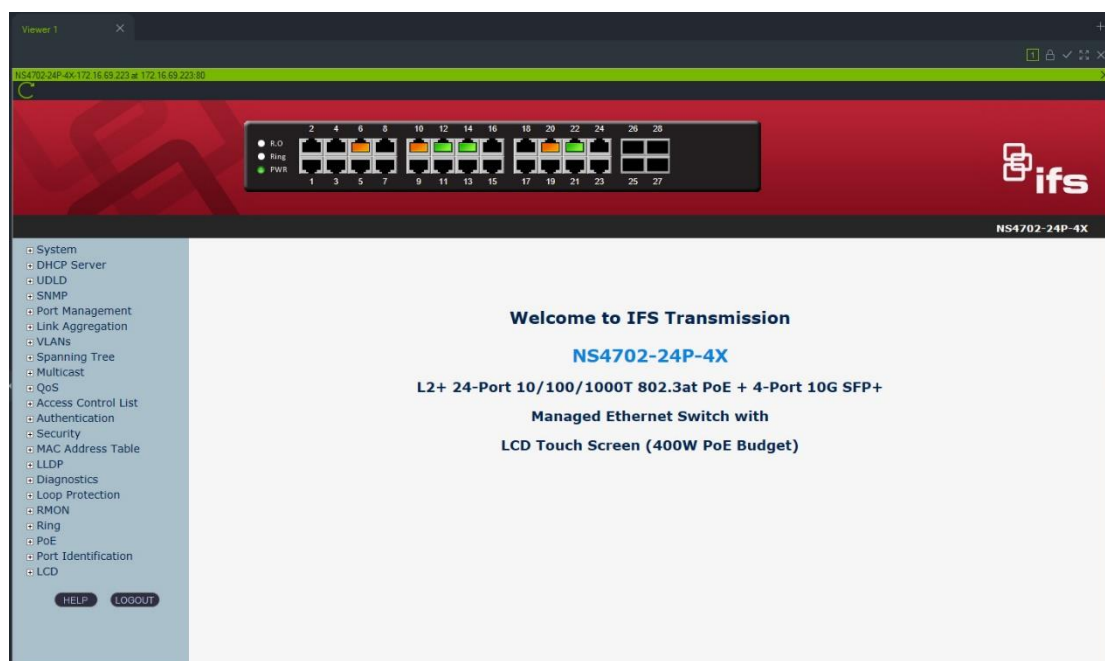 Viewer 1
1
NS4702-24P-4X-172.16.69.223 at 172.16.69.223:80
2 4 6 8 10 12 14 16 18 20 22 24 26 28
R.O
Ring
PWR
1 3 5 7 9 11 13 15 17 19 21 23 25 27
ifs
NS4702-24P-4X
System
DHCP Server
UDLD
SNMP
Port Management
Link Aggregation
VLANs
Spanning Tree
Multicast
QoS
Access Control List
Authentication
Security
MAC Address Table
LLDP
Diagnostics
Loop Protection
RMON
Ring
PoE
Port Identification
LCD
HELP LOGOUT
Welcome to IFS Transmission
NS4702-24P-4X
L2+ 24-Port 10/100/1000T 802.3at PoE + 4-Port 10G SFP+
Managed Ethernet Switch with
LCD Touch Screen (400W PoE Budget)